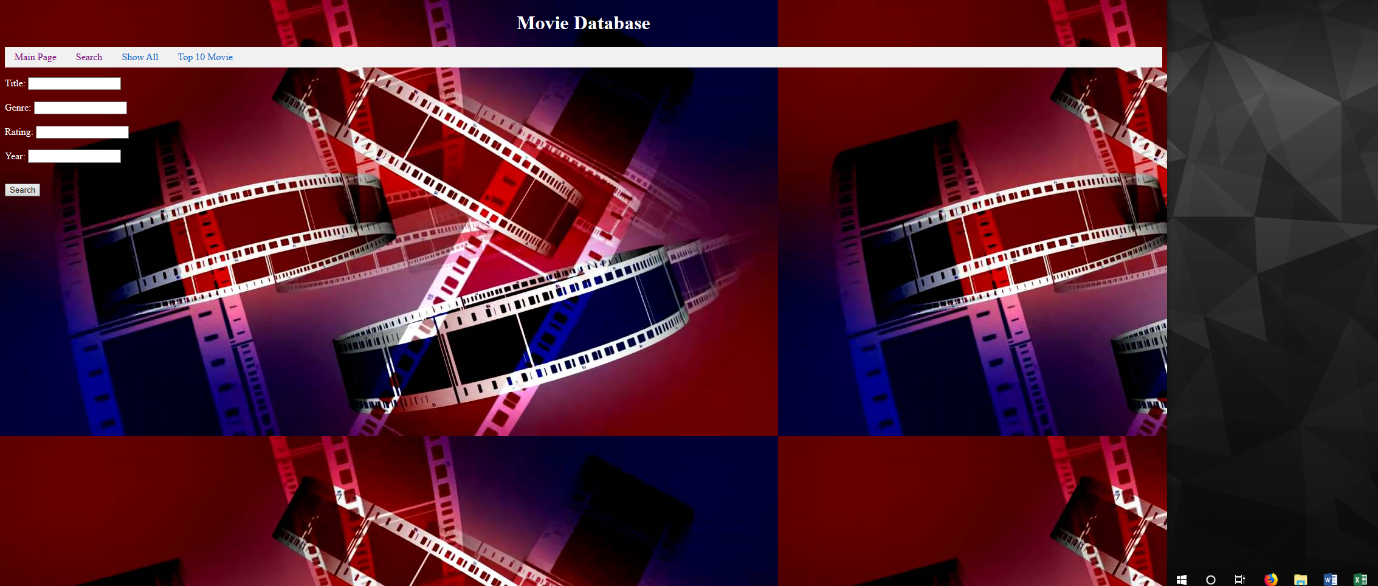 Movie Database
Main Page Search Show All Top 10 Movie
Title:
Genre:
Rating:
Year:
Search